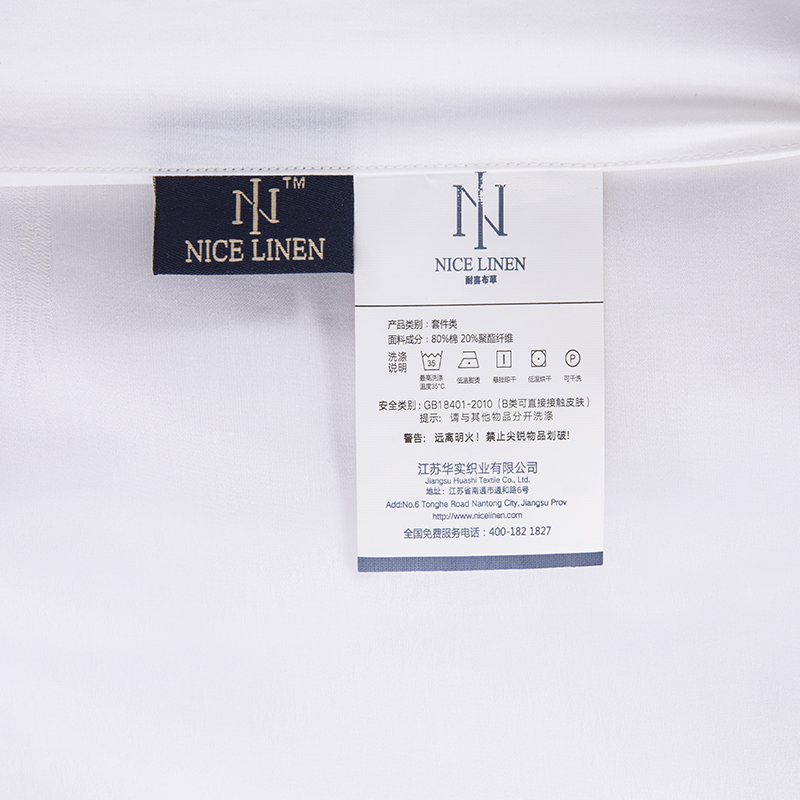 TM
NICE LINEN
NICE LINEN
耐喜布草
产品类别：套件类
面料成分：80%棉 20%聚酯纤维
洗涤说明
35
P
最高洗涤温度35°C
低温熨烫
悬挂晾干
低温烘干
可干洗
安全类别：GB18401-2010（B类可直接接触皮肤）
提示：请与其他物品分开洗涤
警告：远离明火！禁止尖锐物品划破！
江苏华实织业有限公司
Jiangsu Huashi Textile Co., Ltd.
地址：江苏省南通市通和路6号
Add:No.6 Tonghe Road Nantong City, Jiangsu Prov
http://www.nicelinen.com
全国免费服务电话：400-182 1827